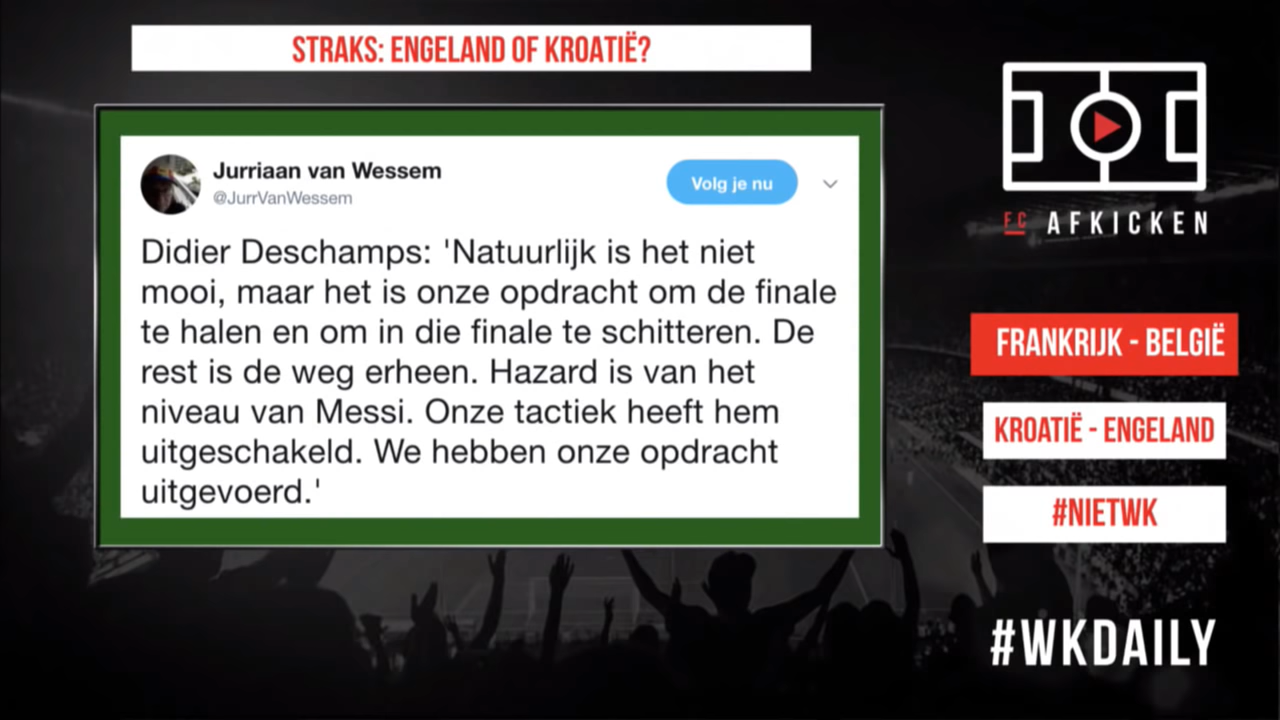 STRAKS: ENGELAND OF KROATIË?
Jurriaan van Wessem
@JurrVanWessem
Volg je nu
Didier Deschamps: 'Natuurlijk is het niet
mooi, maar het is onze opdracht om de finale
te halen en om in die finale te schitteren. De
rest is de weg erheen. Hazard is van het
niveau van Messi. Onze tactiek heeft hem
uitgeschakeld. We hebben onze opdracht
uitgevoerd.'
FC AFKICKEN
FRANKRIJK - BELGIË
KROATIË - ENGELAND
#NIETWK
#WKDAILY